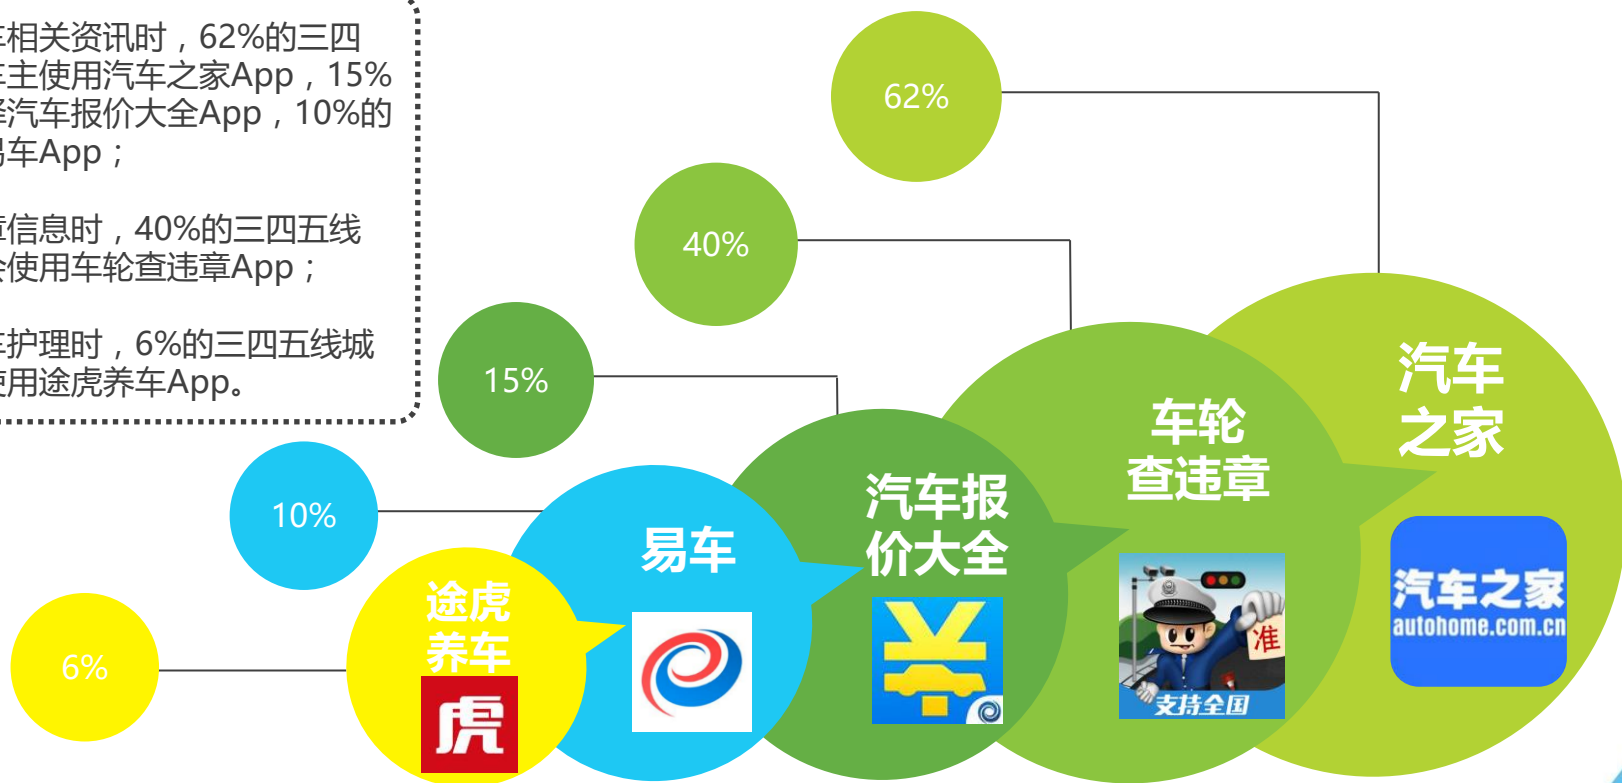 车相关资讯时，62%的三四
车主使用汽车之家App，15%
择汽车报价大全App，10%的
易车App；
章信息时，40%的三四五线
会使用车轮查违章App；
车护理时，6%的三四五线城
使用途虎养车App。
62%
40%
15%
10%
6%
途虎
养车
虎
易车
汽车报
价大全
车轮
查违章
准
支持全国
汽车
之家
汽车之家
autohome.com.cn